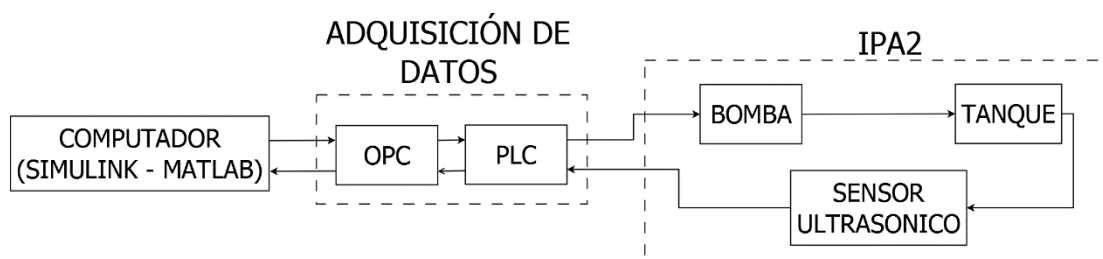 ADQUISICIÓN DE
DATOS
IPA2
COMPUTADOR
(SIMULINK - MATLAB)
OPC
PLC
BOMBA
TANQUE
SENSOR
ULTRASONICO